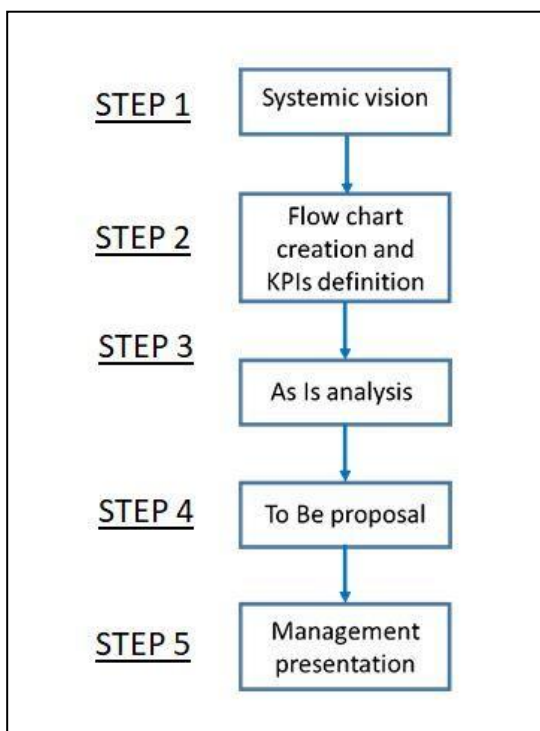 STEP 1
Systemic vision
STEP 2
Flow chart
creation and
KPIs definition
STEP 3
As Is analysis
STEP 4
To Be proposal
STEP 5
Management
presentation